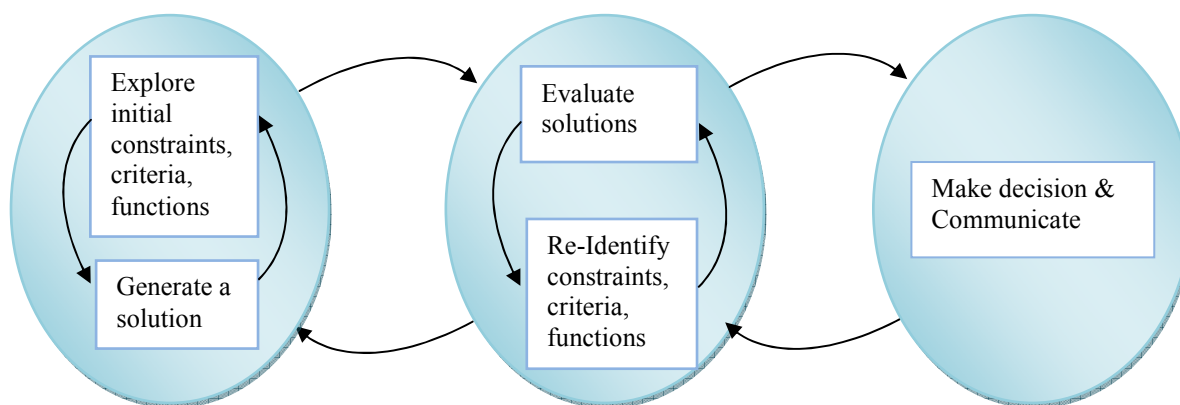 Explore
initial
constraints,
criteria,
functions
Generate a
solution
Evaluate
solutions
Re-Identify
constraints,
criteria,
functions
Make decision &
Communicate